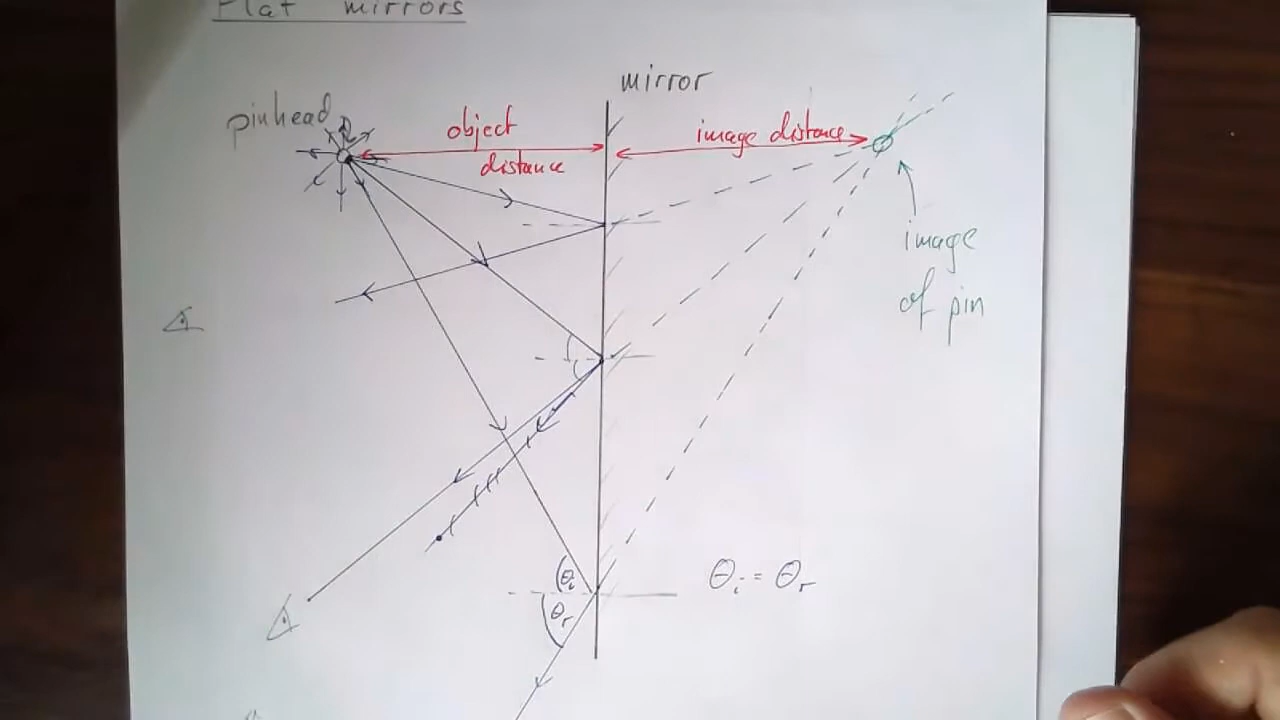 Flat mirrors
mirror
pinhead
object
distance
image distance
image
of pin
θi
θr
θi = θr